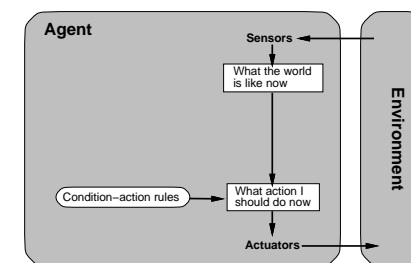 Agent
Sensors
What the world
is like now
Environment
Condition−action rules
What action I
should do now
Actuators